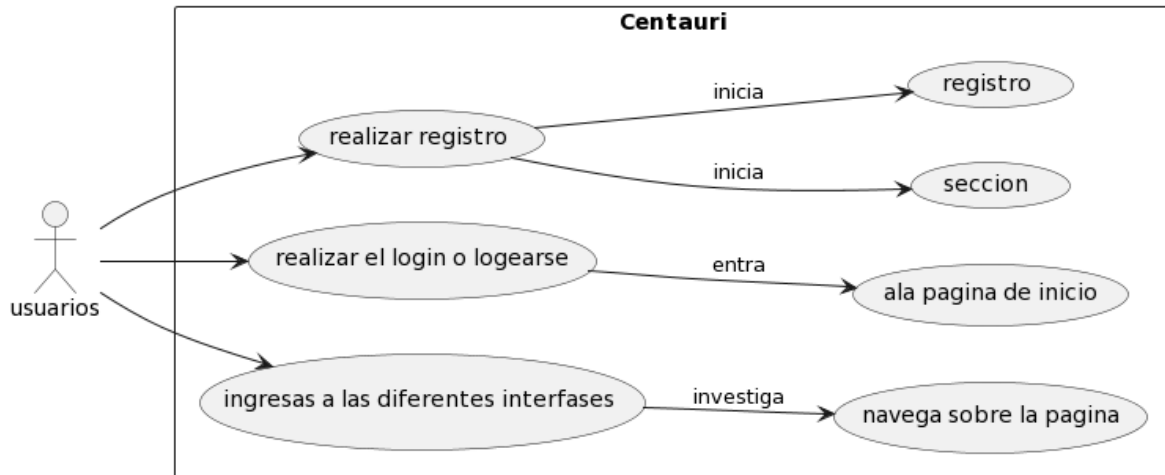 Centauri
registro
inicia
realizar registro
inicia
seccion
realizar el login o logearse
entra
ala pagina de inicio
usuarios
ingresas a las diferentes interfases
investiga
navega sobre la pagina